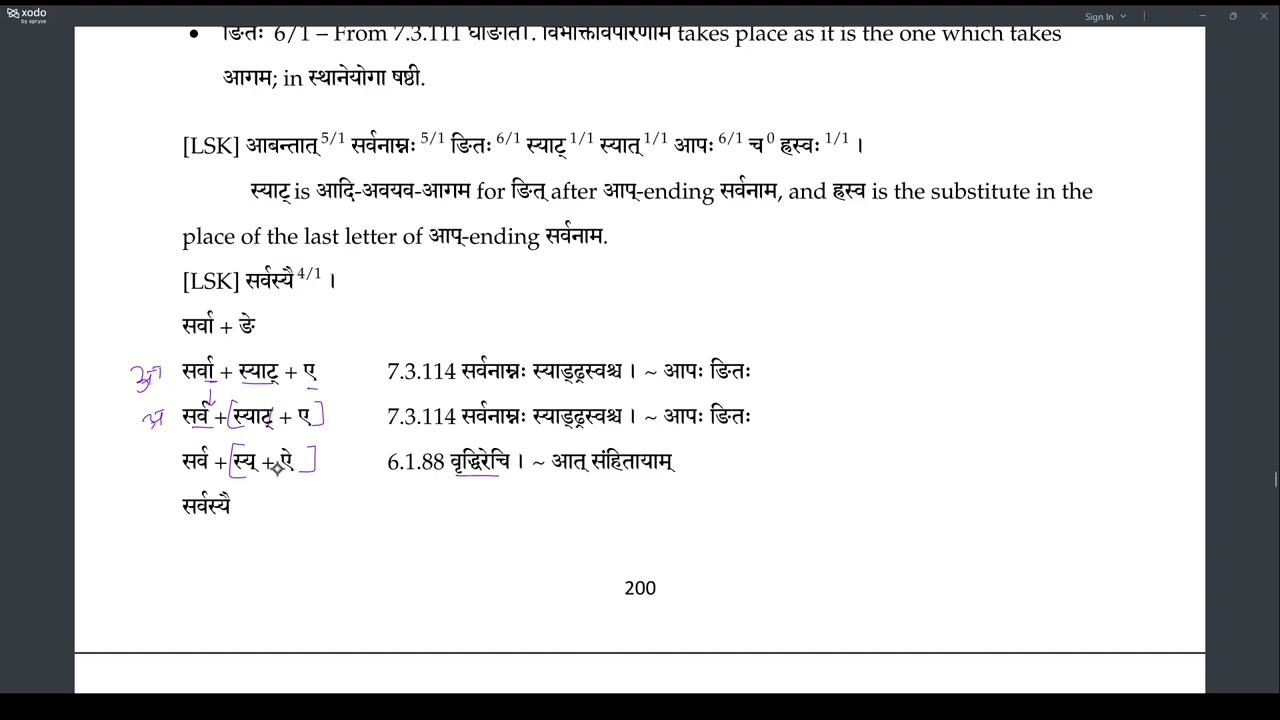 xodo
by apryse
Sign In
• ङितः 6/1 – From 7.3.111 घेर्ङिति। विभक्तिविपरिणाम takes place as it is the one which takes
आगम; in स्थानेयोगा षष्ठी.
[LSK] आबन्तात् 5/1 सर्वनाम्नः 5/1 ङितः 6/1 स्याट् 1/1 स्यात् 1/1 आपः 6/1 च 0 ह्रस्वः 1/1 ।
स्याट् is आदि-अवयव-आगम for ङित् after आप्-ending सर्वनाम, and ह्रस्व is the substitute in the
place of the last letter of आप्-ending सर्वनाम.
[LSK] सर्वस्यै 4/1 ।
सर्वा + ङे
आ सर्वा + स्याट् + ए 7.3.114 सर्वनाम्नः स्याड्ढ्रस्वश्च । ~ आपः ङितः
अ सर्व + [स्याट् + ए] 7.3.114 सर्वनाम्नः स्याड्ढ्रस्वश्च । ~ आपः ङितः
सर्व + [स्य् + ऐ] 6.1.88 वृद्धिरेचि । ~ आत् संहितायाम्
सर्वस्यै
200